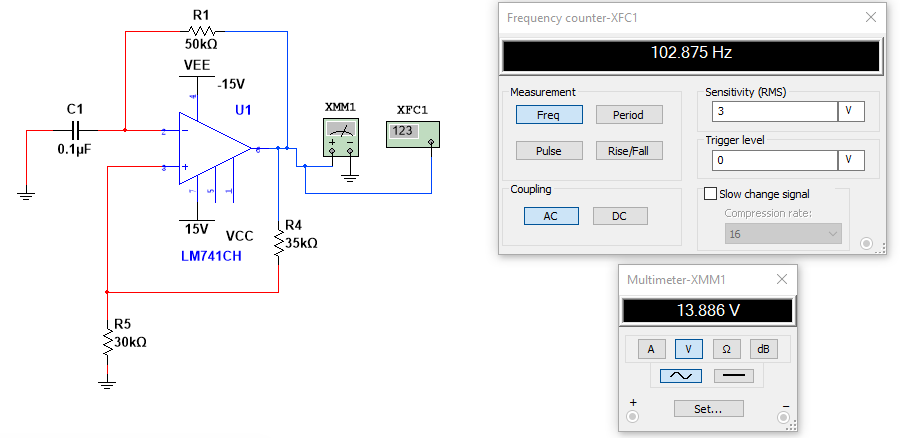 R1
50kΩ
VEE
-15V
4
U1
C1
0.1µF
2
3
6
7
5
1
15V
VCC
LM741CH
R4
35kΩ
R5
30kΩ
XMM1
XFC1
123
Frequency counter-XFC1
102.875 Hz
Measurement
Freq
Period
Pulse
Rise/Fall
Coupling
AC
DC
Sensitivity (RMS)
3
V
Trigger level
0
V
Slow change signal
Compression rate:
16
Multimeter-XMM1
13.886 V
A
V
Ω
dB
+
Set...
−